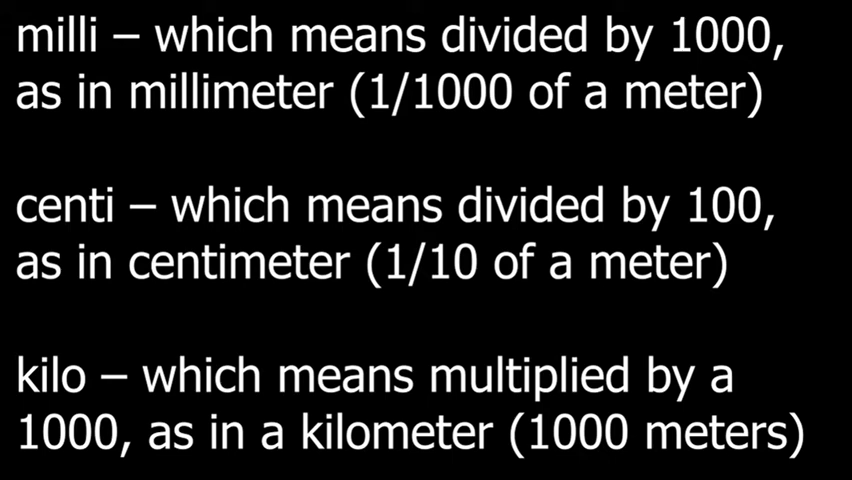 milli – which means divided by 1000,
as in millimeter (1/1000 of a meter)
centi – which means divided by 100,
as in centimeter (1/10 of a meter)
kilo – which means multiplied by a
1000, as in a kilometer (1000 meters)